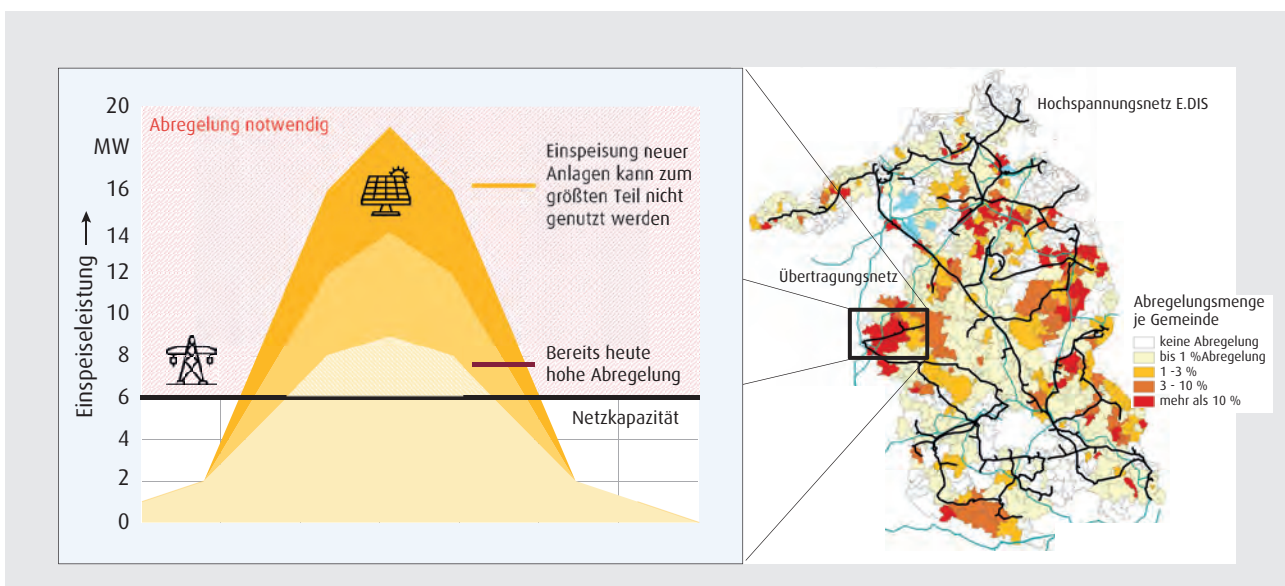 20
MW
16
14
12
10
8
6
4
2
0
Einspeiseleistung
Abregelung notwendig
Einspeisung neuer
Anlagen kann zum
größten Teil nicht
genutzt werden
Bereits heute
hohe Abregelung
Netzkapazität
Hochspannungsnetz E.DIS
Übertragungsnetz
Abregelungsmenge
je Gemeinde
keine Abregelung
bis 1 %Abregelung
1 -3 %
3 - 10 %
mehr als 10 %